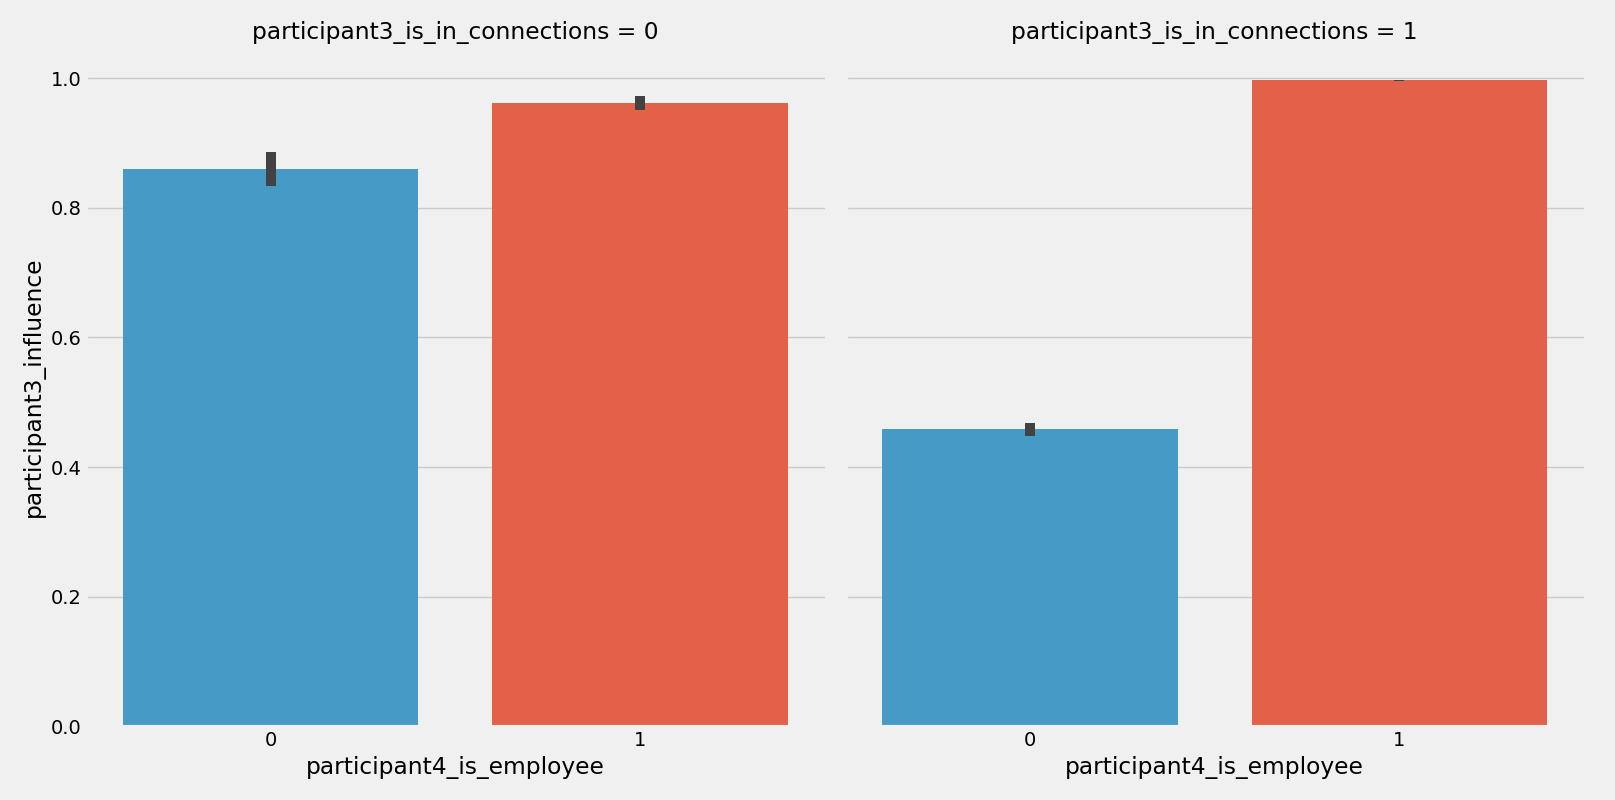 participant3_is_in_connections = 0
participant3_is_in_connections = 1
participant3_influence
1.0
0.8
0.6
0.4
0.2
0.0
0 1
0 1
participant4_is_employee
participant4_is_employee